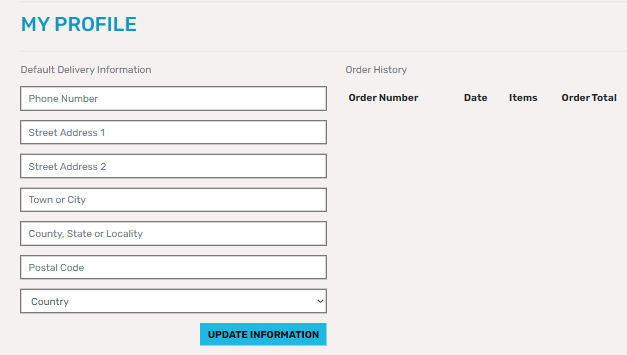 MY PROFILE
Default Delivery Information
Phone Number
Street Address 1
Street Address 2
Town or City
County, State or Locality
Postal Code
Country
UPDATE INFORMATION
Order History
Order Number Date Items Order Total